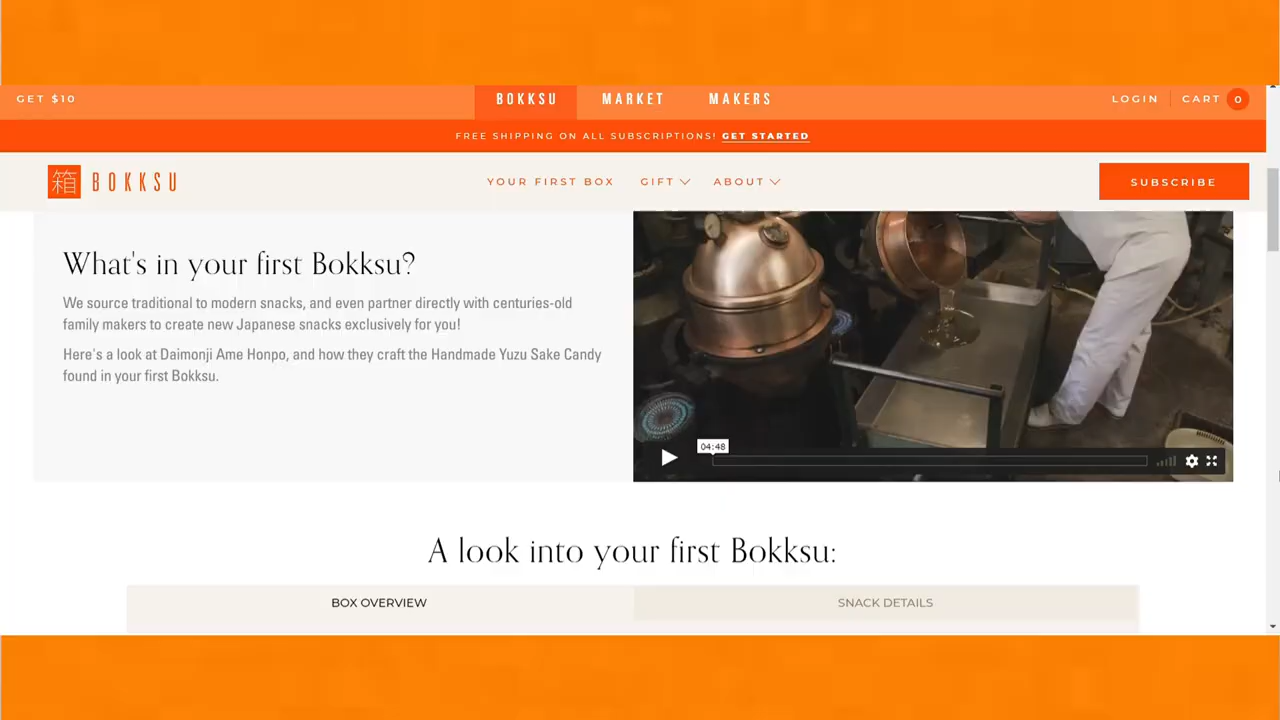 GET $10
BOKKSU
MARKET
MAKERS
LOGIN
CART 0
FREE SHIPPING ON ALL SUBSCRIPTIONS! GET STARTED
箱 BOKKSU
YOUR FIRST BOX
GIFT
ABOUT
SUBSCRIBE
What's in your first Bokksu?
We source traditional to modern snacks, and even partner directly with centuries-old
family makers to create new Japanese snacks exclusively for you!
Here's a look at Daimonji Ame Honpo, and how they craft the Handmade Yuzu Sake Candy
found in your first Bokksu.
04:48
A look into your first Bokksu:
BOX OVERVIEW
SNACK DETAILS